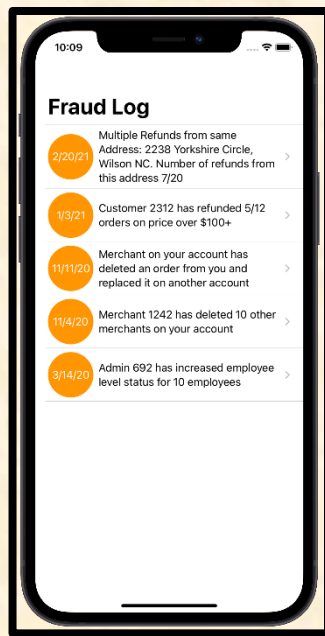 10:09
Fraud Log
2/20/21
Multiple Refunds from same
Address: 2238 Yorkshire Circle,
Wilson NC. Number of refunds from
this address 7/20
1/3/21
Customer 2312 has refunded 5/12
orders on price over $100+
11/11/20
Merchant on your account has
deleted an order from you and
replaced it on another account
11/4/20
Merchant 1242 has deleted 10 other
merchants on your account
3/14/20
Admin 692 has increased employee
level status for 10 employees